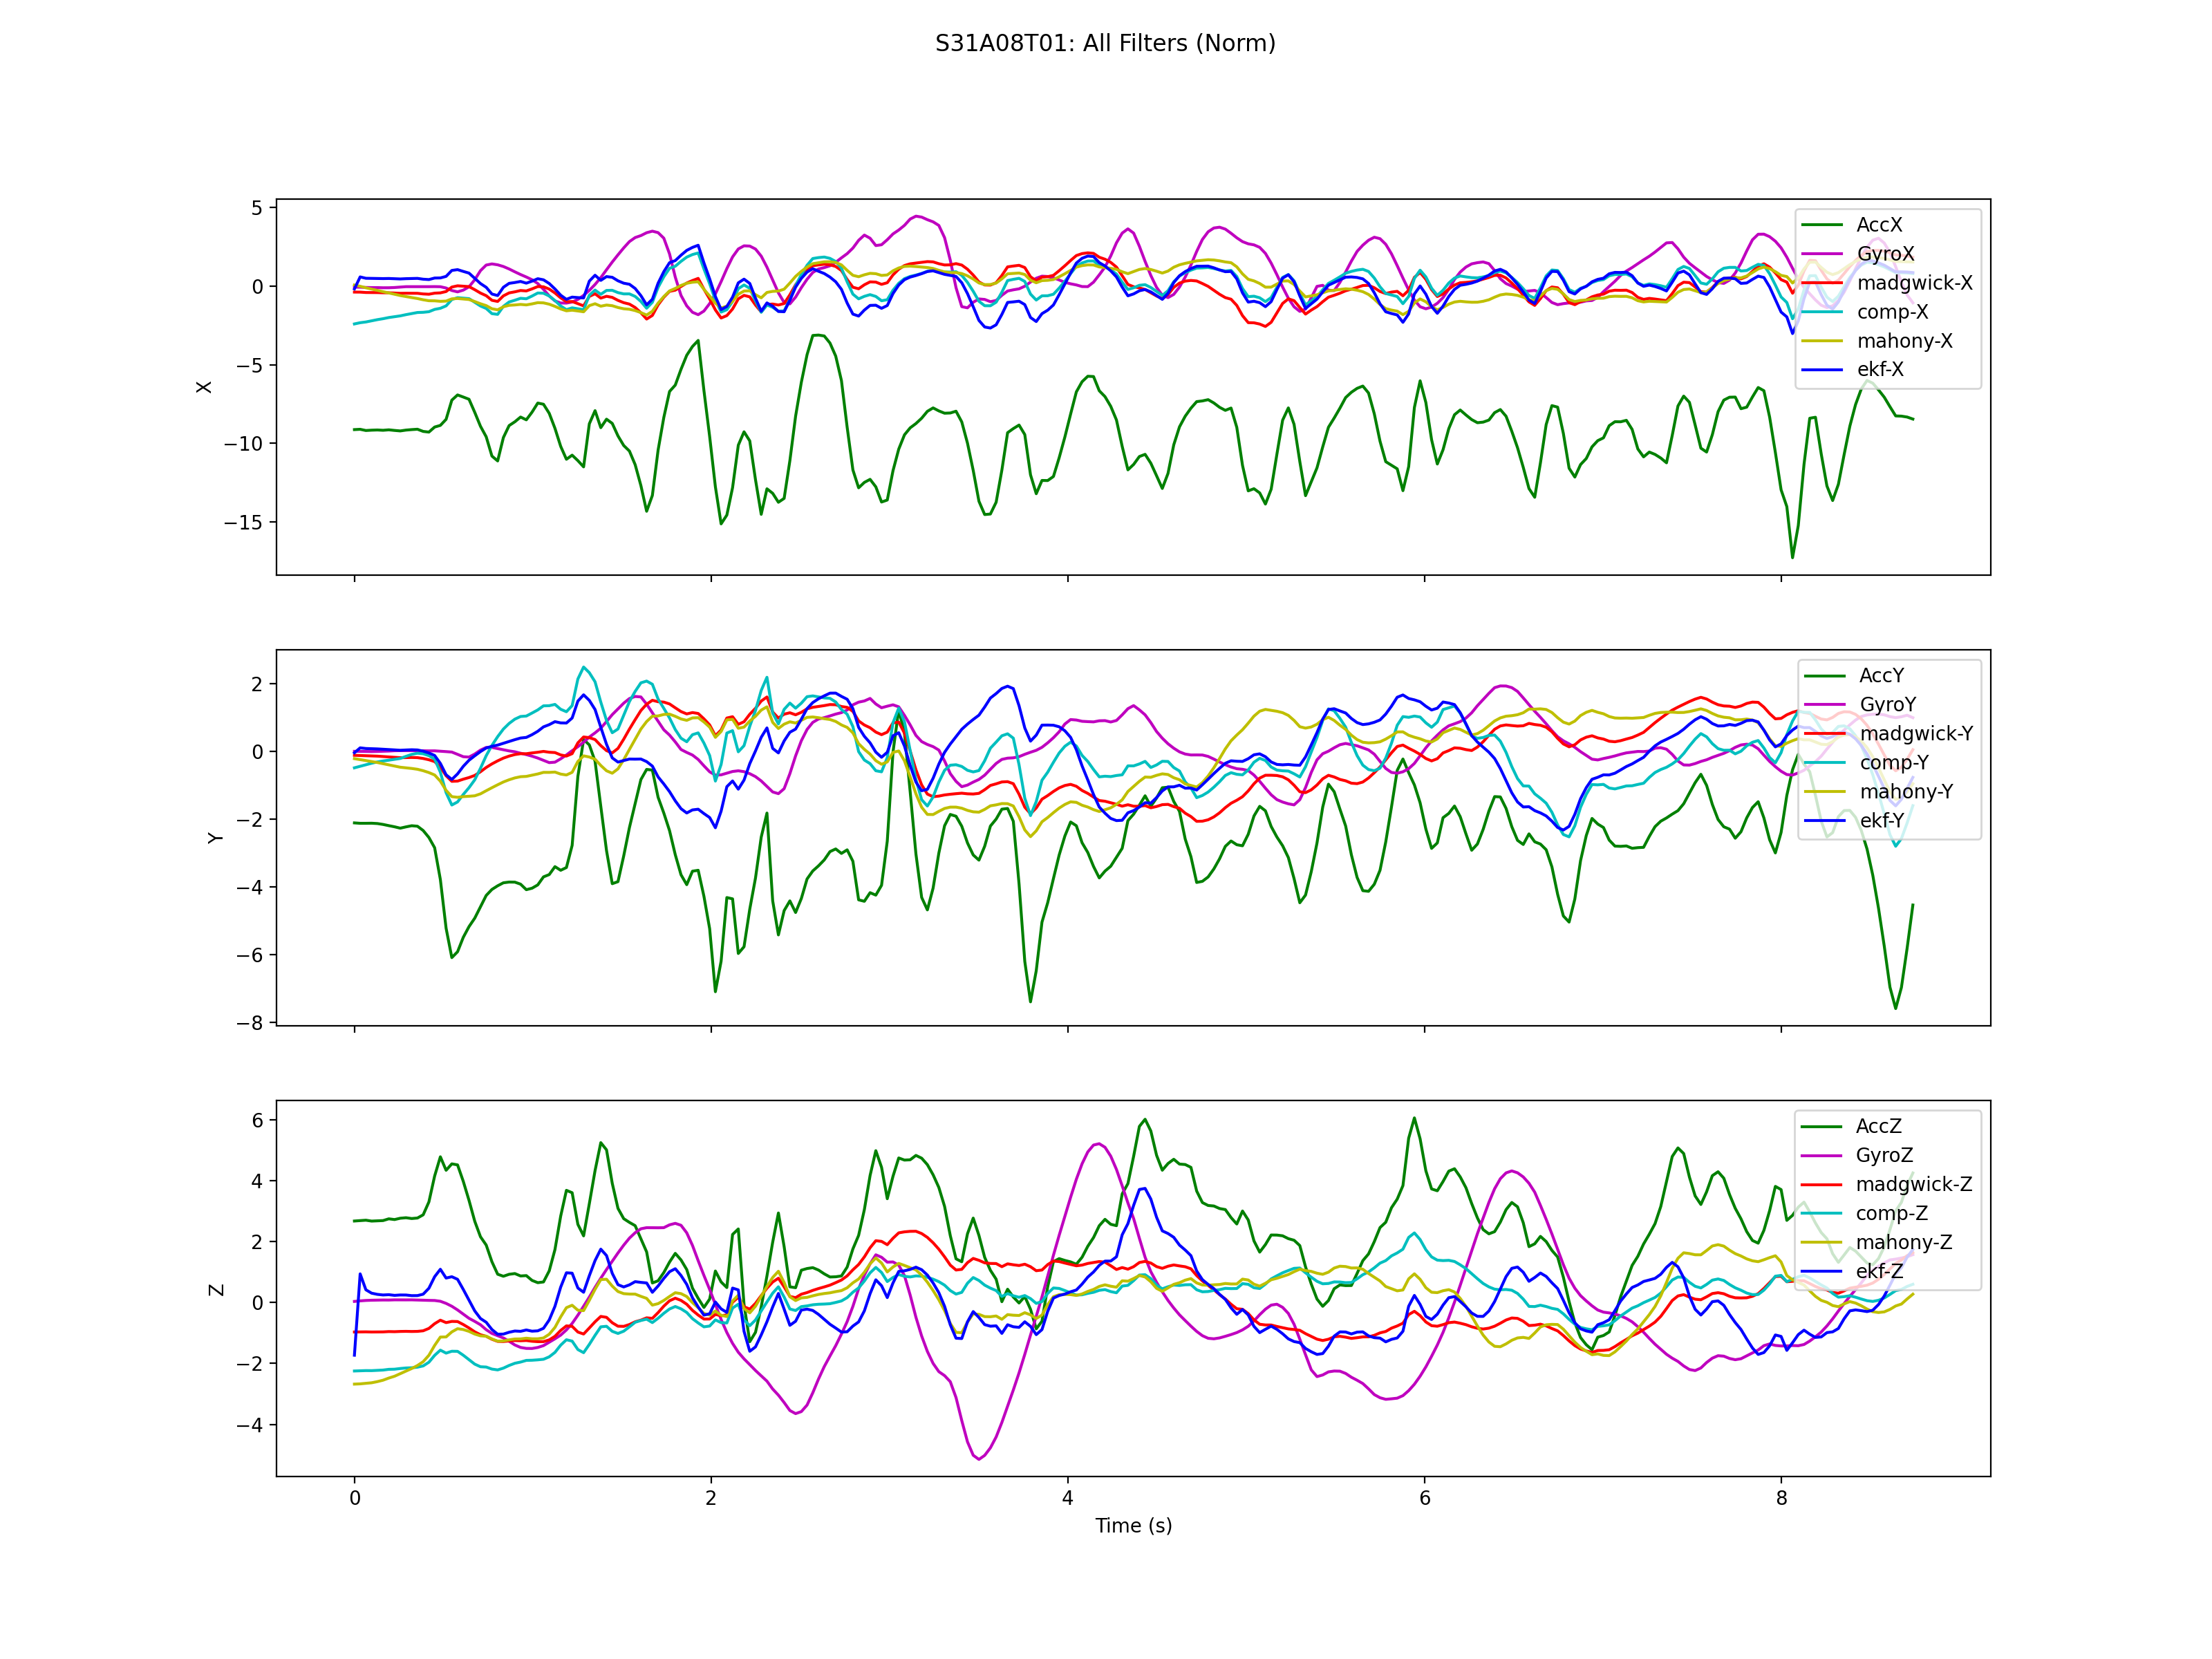 S31A08T01: All Filters (Norm)
5
0
−5
−10
−15
X
AccX
GyroX
madgwick-X
comp-X
mahony-X
ekf-X
2
0
−2
−4
−6
−8
Y
AccY
GyroY
madgwick-Y
comp-Y
mahony-Y
ekf-Y
6
4
2
0
−2
−4
Z
AccZ
GyroZ
madgwick-Z
comp-Z
mahony-Z
ekf-Z
0 2 4 6 8
Time (s)